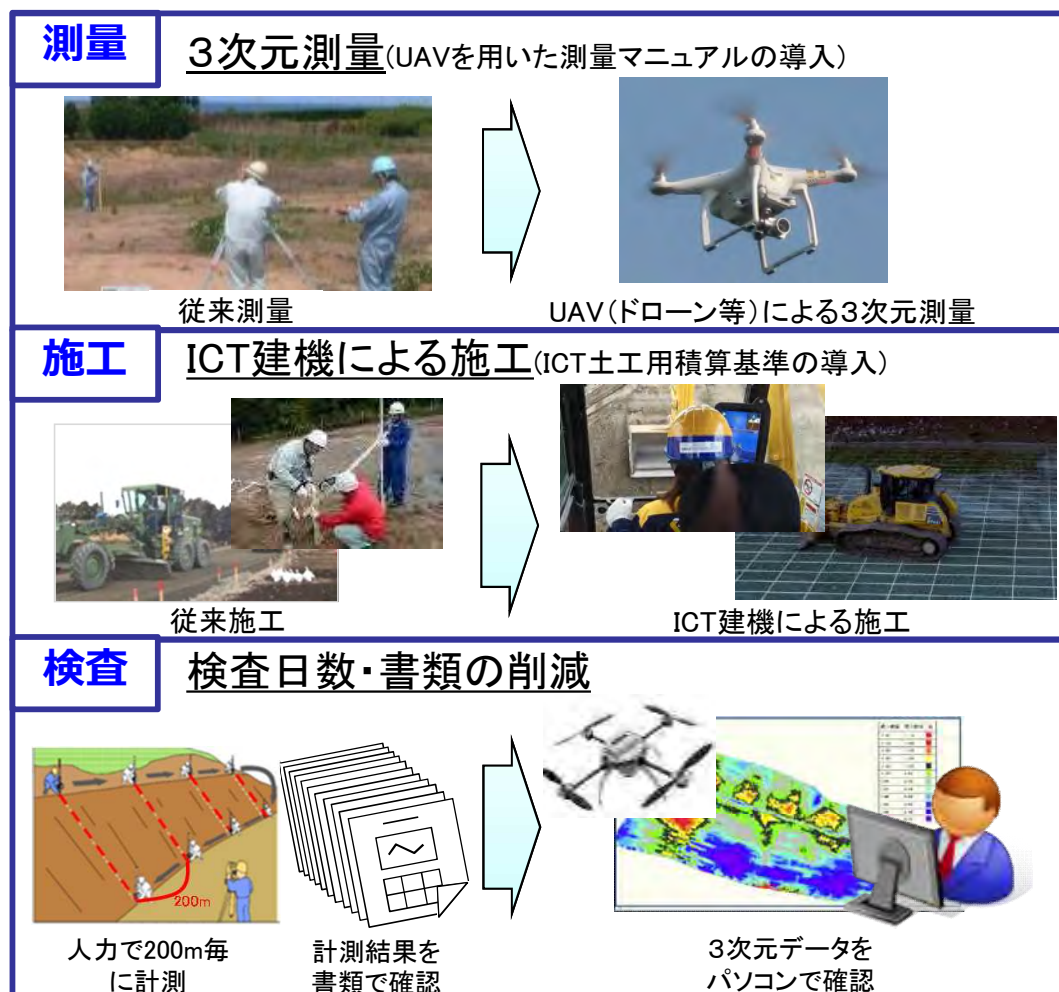 測量
３次元測量(UAVを用いた測量マニュアルの導入)
従来測量
UAV(ドローン等)による３次元測量
施工
ICT建機による施工(ICT土工用積算基準の導入)
従来施工
ICT建機による施工
検査
検査日数・書類の削減
200m
人力で200m毎
に計測
計測結果を
書類で確認
３次元データを
パソコンで確認